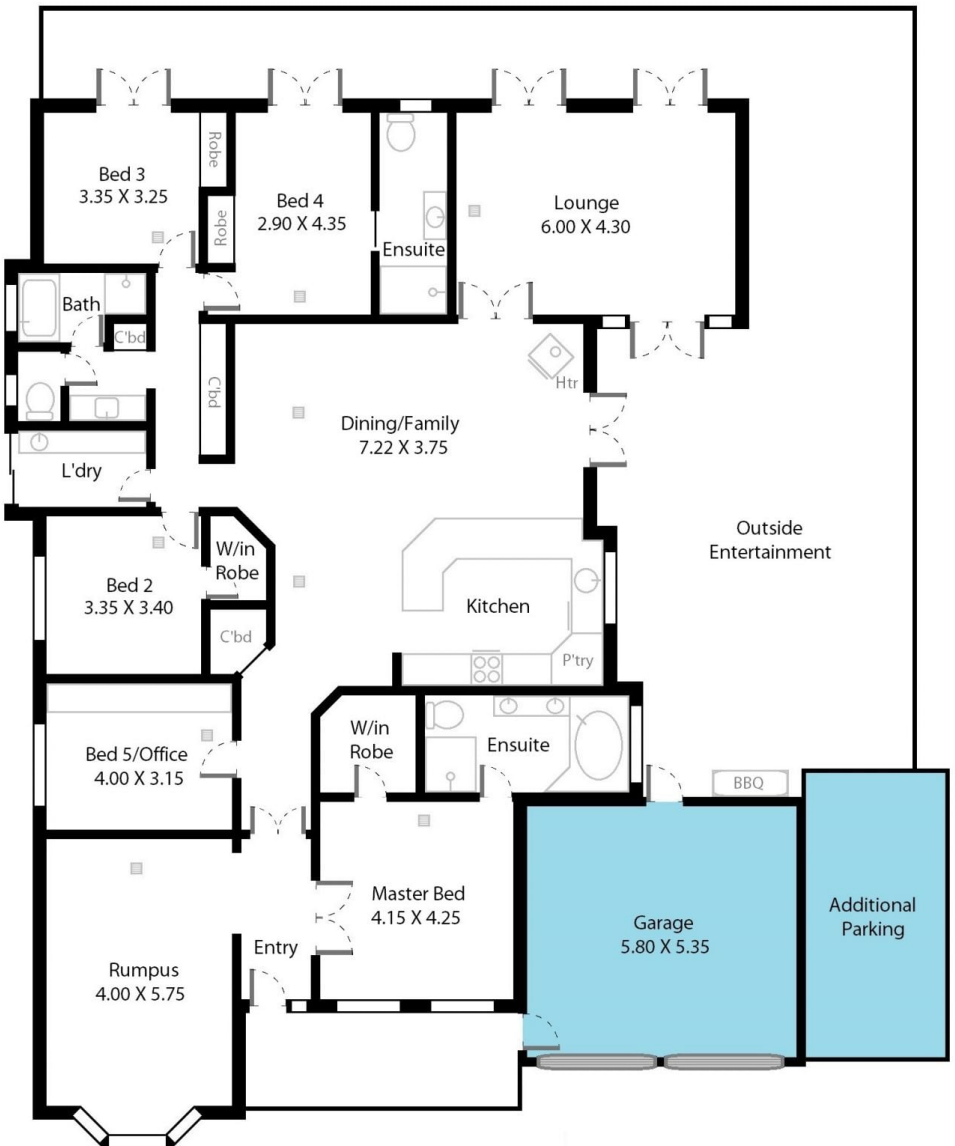 Bed 3
3.35 X 3.25
Robe
Robe
Bed 4
2.90 X 4.35
Ensuite
Lounge
6.00 X 4.30
Bath
C'bd
C'bd
Htr
Dining/Family
7.22 X 3.75
L'dry
W/in
Robe
Bed 2
3.35 X 3.40
C'bd
Kitchen
P'try
Outside
Entertainment
W/in
Robe
Ensuite
Bed 5/Office
4.00 X 3.15
BBQ
Master Bed
4.15 X 4.25
Garage
5.80 X 5.35
Additional
Parking
Entry
Rumpus
4.00 X 5.75